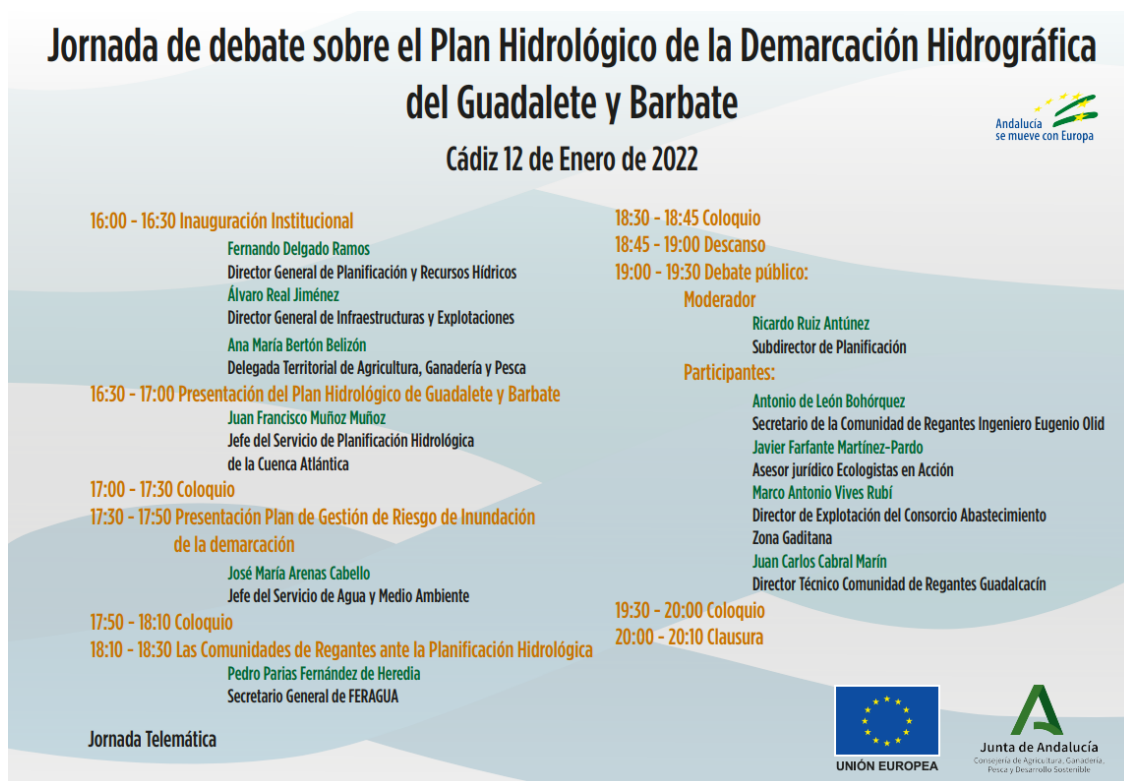 Jornada de debate sobre el Plan Hidrológico de la Demarcación Hidrográfica
del Guadalete y Barbate
Cádiz 12 de Enero de 2022
Andalucía
se mueve con Europa
16:00 - 16:30 Inauguración Institucional
Fernando Delgado Ramos
Director General de Planificación y Recursos Hídricos
Álvaro Real Jiménez
Director General de Infraestructuras y Explotaciones
Ana María Bertón Belizón
Delegada Territorial de Agricultura, Ganadería y Pesca
16:30 - 17:00 Presentación del Plan Hidrológico de Guadalete y Barbate
Juan Francisco Muñoz Muñoz
Jefe del Servicio de Planificación Hidrológica
de la Cuenca Atlántica
17:00 - 17:30 Coloquio
17:30 - 17:50 Presentación Plan de Gestión de Riesgo de Inundación
de la demarcación
José María Arenas Cabello
Jefe del Servicio de Agua y Medio Ambiente
17:50 - 18:10 Coloquio
18:10 - 18:30 Las Comunidades de Regantes ante la Planificación Hidrológica
Pedro Parias Fernández de Heredia
Secretario General de FERAGUA
Jornada Telemática
18:30 - 18:45 Coloquio
18:45 - 19:00 Descanso
19:00 - 19:30 Debate público:
Moderador
Ricardo Ruiz Antúnez
Subdirector de Planificación
Participantes:
Antonio de León Bohórquez
Secretario de la Comunidad de Regantes Ingeniero Eugenio Olid
Javier Farfante Martínez-Pardo
Asesor jurídico Ecologistas en Acción
Marco Antonio Vives Rubí
Director de Explotación del Consorcio Abastecimiento
Zona Gaditana
Juan Carlos Cabral Marín
Director Técnico Comunidad de Regantes Guadalcacín
19:30 - 20:00 Coloquio
20:00 - 20:10 Clausura
UNIÓN EUROPEA
Junta de Andalucía
Consejería de Agricultura, Ganadería,
Pesca y Desarrollo Sostenible